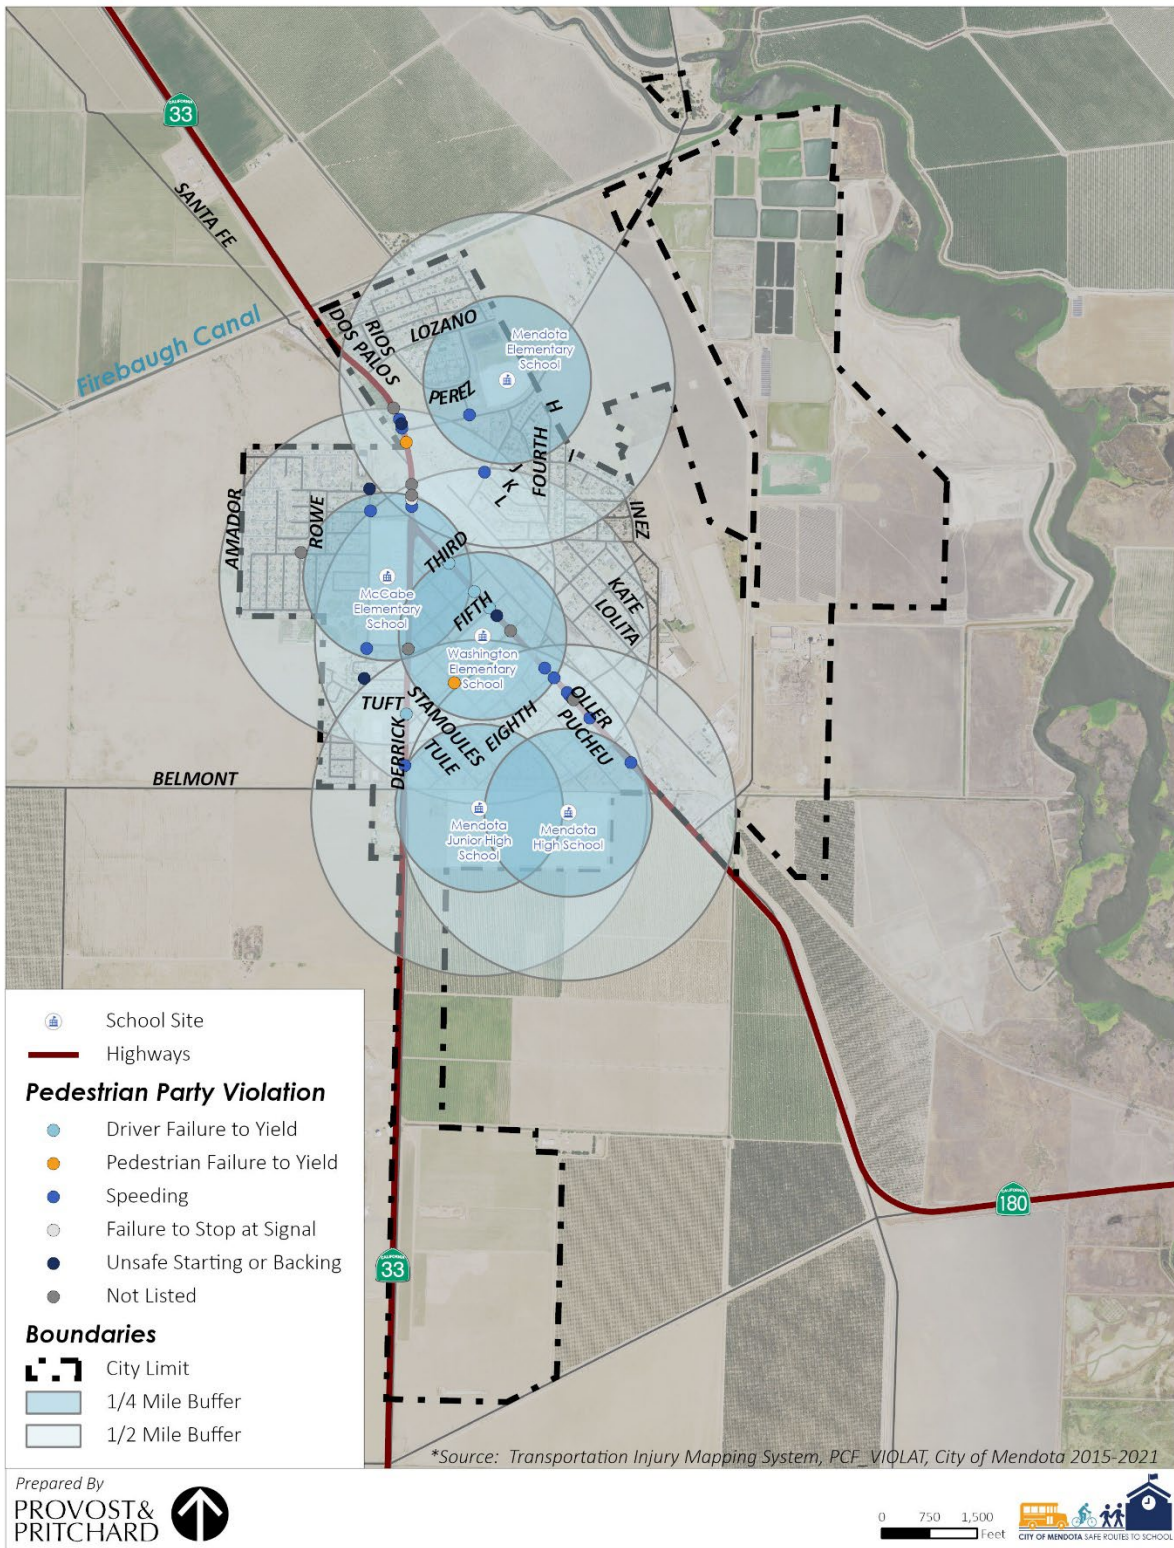 CALIFORNIA
33
SANTA FE
Firebaugh Canal
RIOS
DOS PALOS
LOZANO
Mendota
Elementary
School
PEREZ
H
FOURTH
I
J
K
L
INEZ
AMADOR
ROWE
THIRD
McCabe
Elementary
School
FIFTH
KATE
LOLITA
Washington
Elementary
School
TUFT
STAMOULES
TULE
EIGHTH
OLLER
PUCHEU
DERRICK
BELMONT
Mendota
Junior High
School
Mendota
High School
CALIFORNIA
180
CALIFORNIA
33
School Site
Highways
Pedestrian Party Violation
Driver Failure to Yield
Pedestrian Failure to Yield
Speeding
Failure to Stop at Signal
Unsafe Starting or Backing
Not Listed
Boundaries
City Limit
1/4 Mile Buffer
1/2 Mile Buffer
*Source: Transportation Injury Mapping System, PCF_VIOLAT, City of Mendota 2015-2021
Prepared By
PROVOST&
PRITCHARD
0 750 1,500
Feet
CITY OF MENDOTA SAFE ROUTES TO SCHOOL